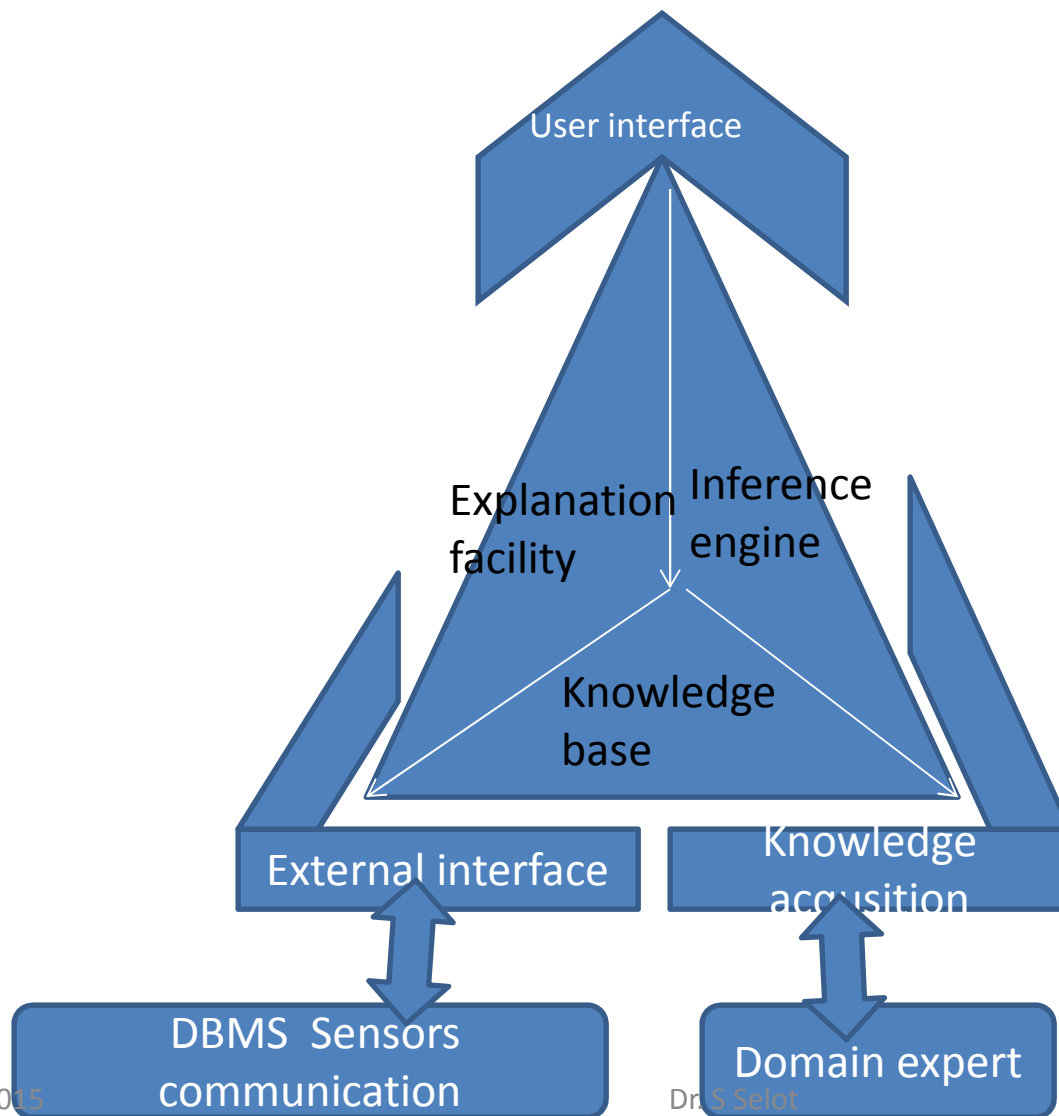 User interface
Explanation
facility
Inference
engine
Knowledge
base
External interface
Knowledge
acqusition
DBMS  Sensors
communication
Domain expert
015
Dr. S Selot